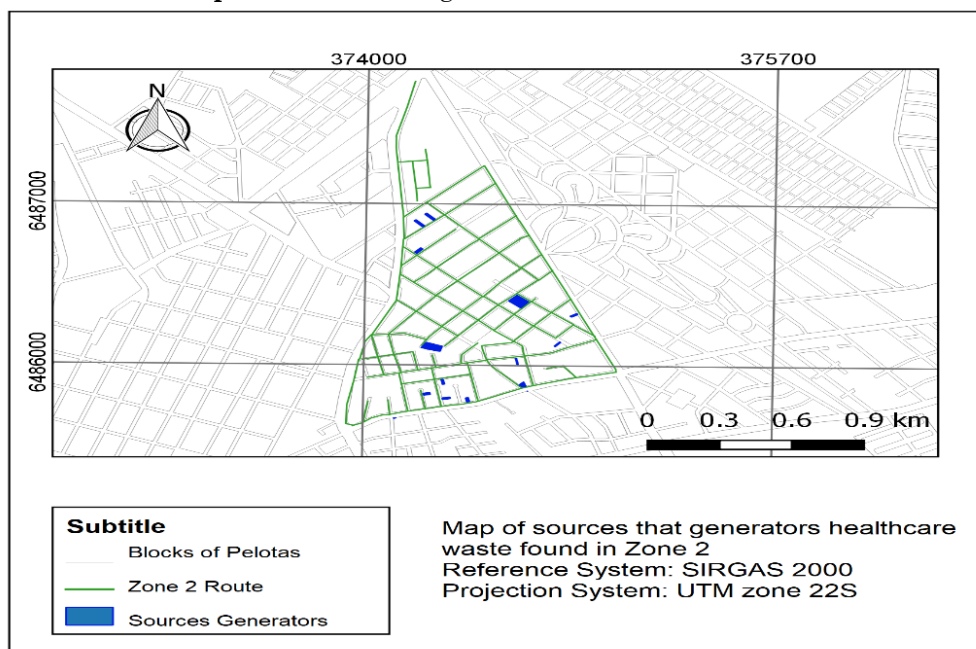 374000
375700
N
6487000
6486000
0 0.3 0.6 0.9 km
Subtitle
Blocks of Pelotas
Zone 2 Route
Sources Generators
Map of sources that generators healthcare
waste found in Zone 2
Reference System: SIRGAS 2000
Projection System: UTM zone 22S